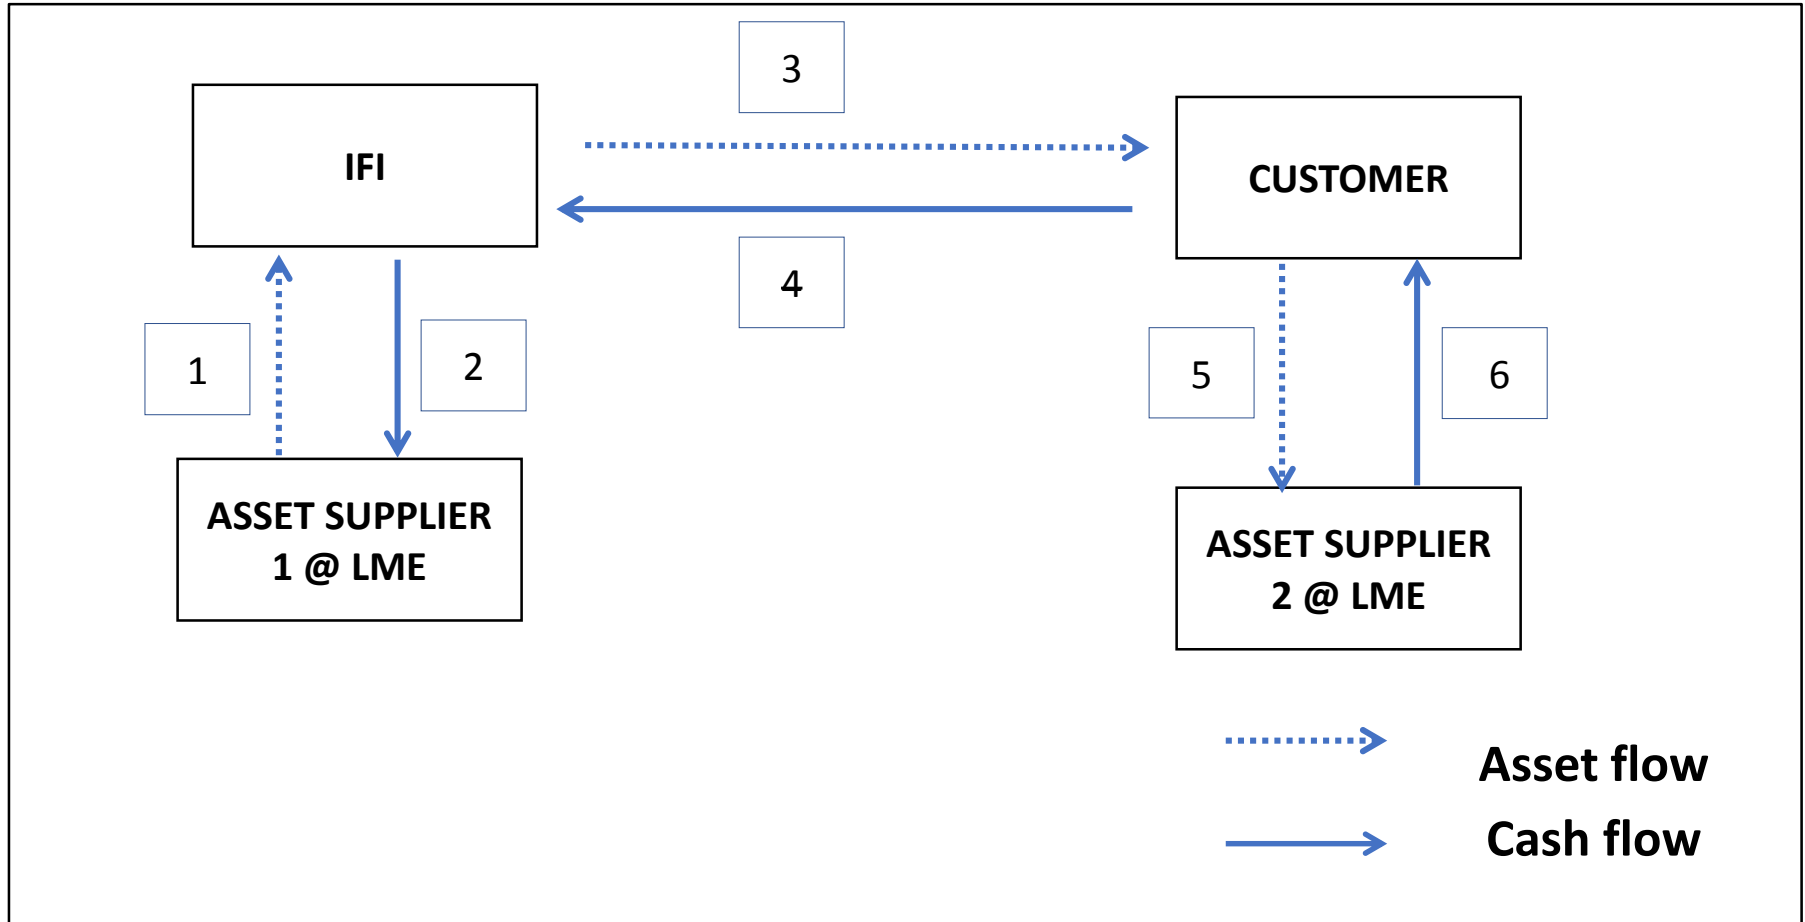 3
IFI
CUSTOMER
4
1
2
5
6
ASSET SUPPLIER
1 @ LME
ASSET SUPPLIER
2 @ LME
Asset flow
Cash flow